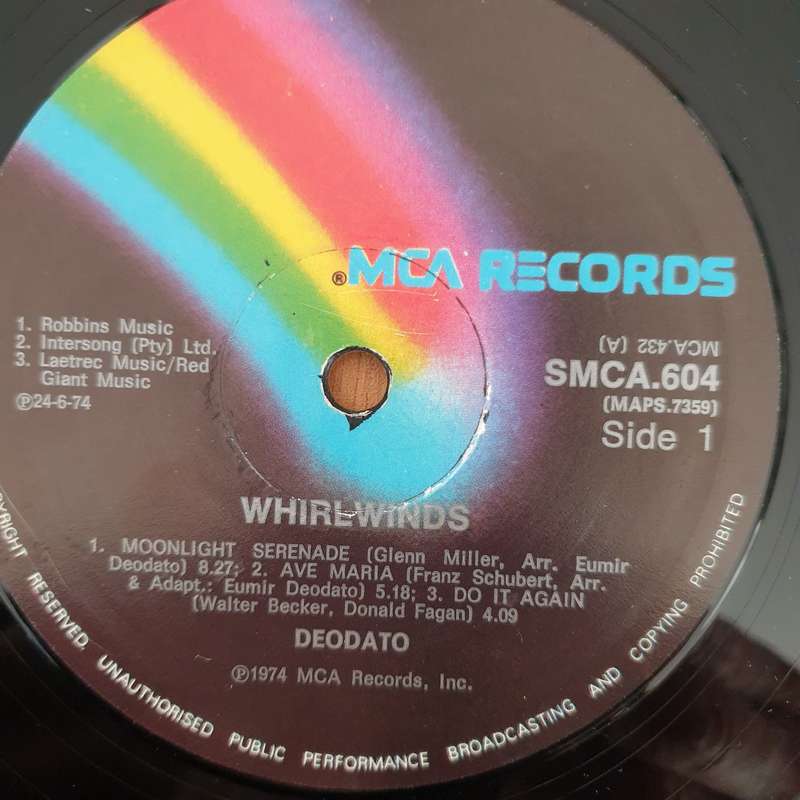 ® MCA RECORDS
1. Robbins Music
2. Intersong (Pty) Ltd.
3. Laetrec Music/Red
Giant Music
℗24-6-74
MCA.432 (A)
SMCA.604
(MAPS.7359)
Side 1
WHIRLWINDS
1. MOONLIGHT SERENADE (Glenn Miller, Arr. Eumir
Deodato) 8.27; 2. AVE MARIA (Franz Schubert, Arr.
& Adapt.: Eumir Deodato) 5.18; 3. DO IT AGAIN
(Walter Becker, Donald Fagan) 4.09
DEODATO
℗1974 MCA Records, Inc.
PYRIGHT RESERVED. UNAUTHORISED PUBLIC PERFORMANCE BROADCASTING AND COPYING PROHIBITED